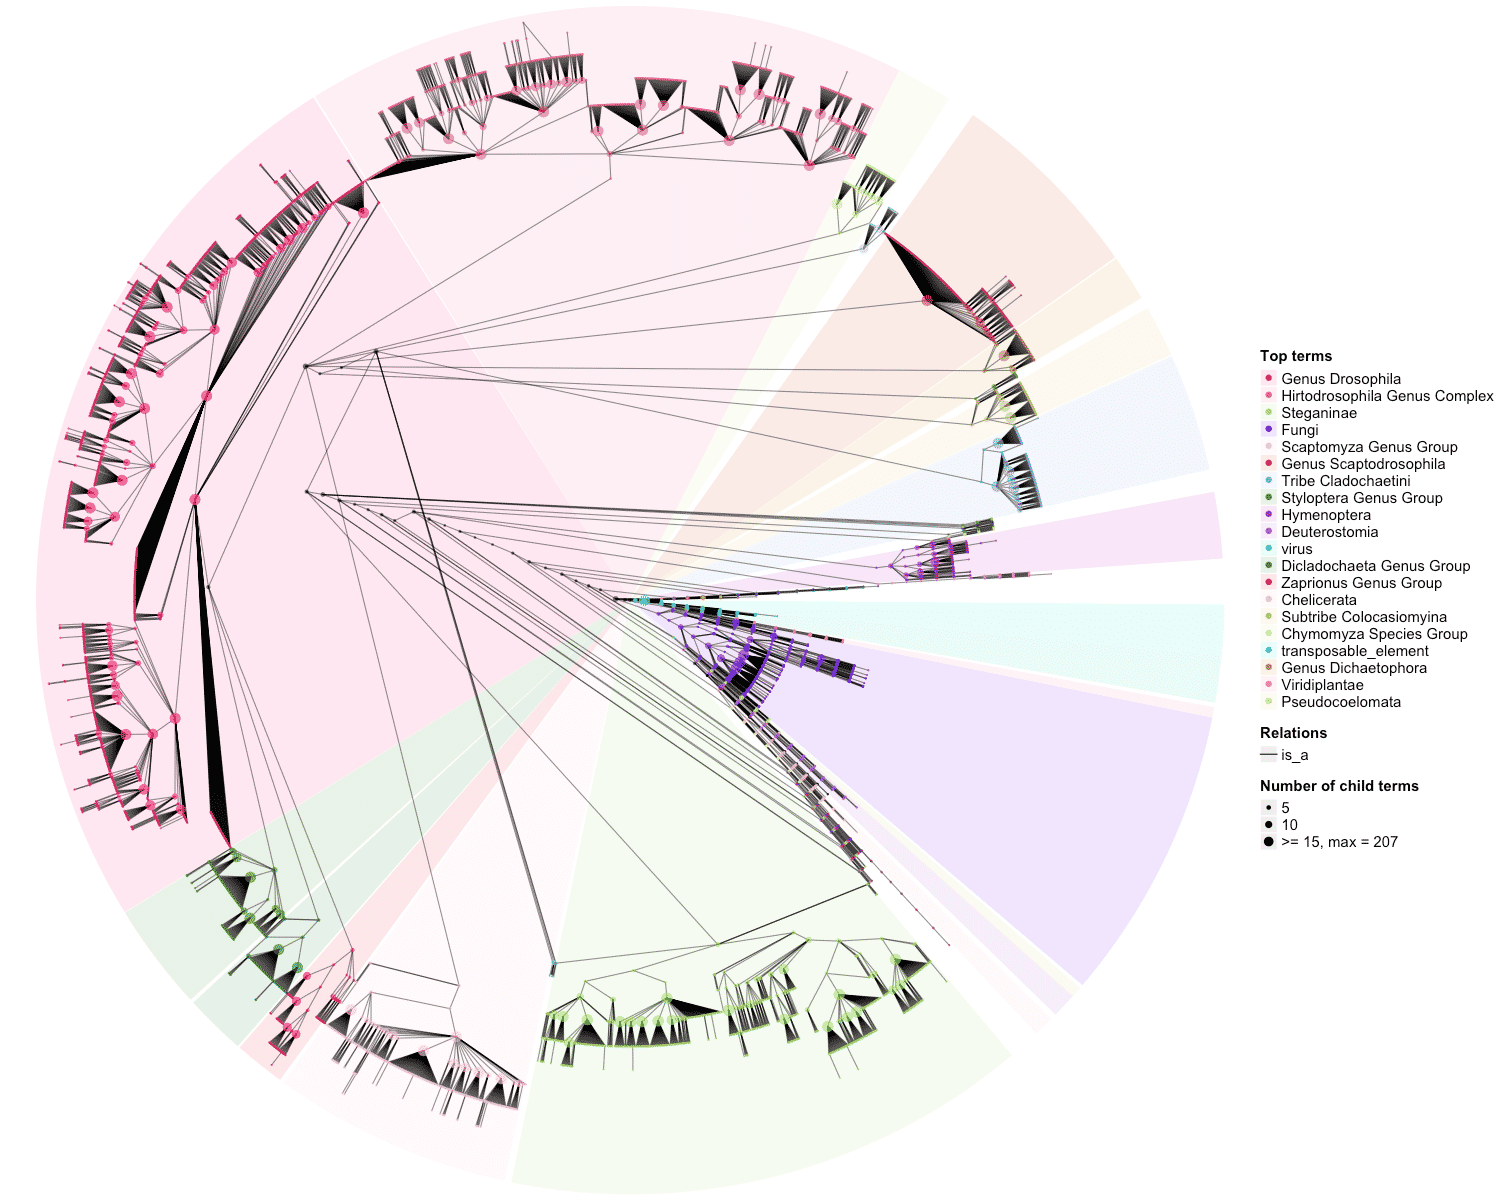 Top terms
Genus Drosophila
Hirtodrosophila Genus Complex
Steganinae
Fungi
Scaptomyza Genus Group
Genus Scaptodrosophila
Tribe Cladochaetini
Styloptera Genus Group
Hymenoptera
Deuterostomia
virus
Dicladochaeta Genus Group
Zaprionus Genus Group
Chelicerata
Subtribe Colocasiomyina
Chymomyza Species Group
transposable_element
Genus Dichaetophora
Viridiplantae
Pseudocoelomata
Relations
is_a
Number of child terms
5
10
>= 15, max = 207